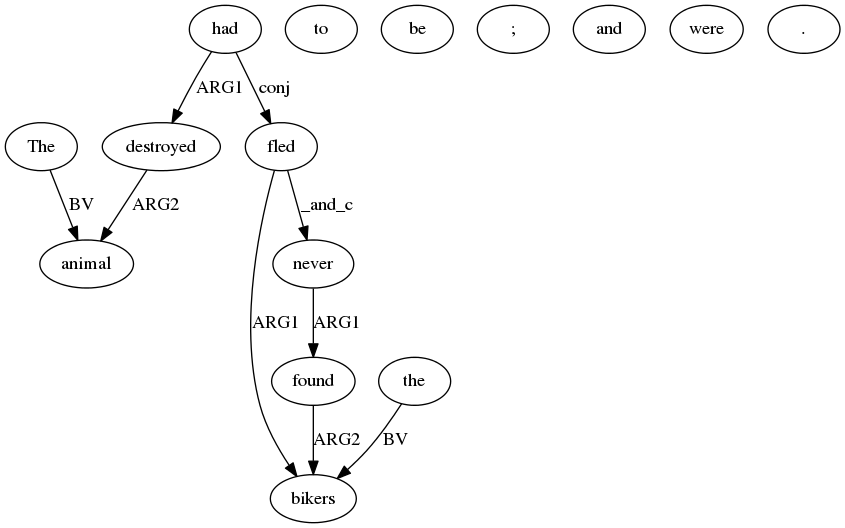 had to be ; and were .
ARG1 conj
The destroyed fled
BV ARG2 _and_c
animal never
ARG1 ARG1
found the
ARG2 BV
bikers